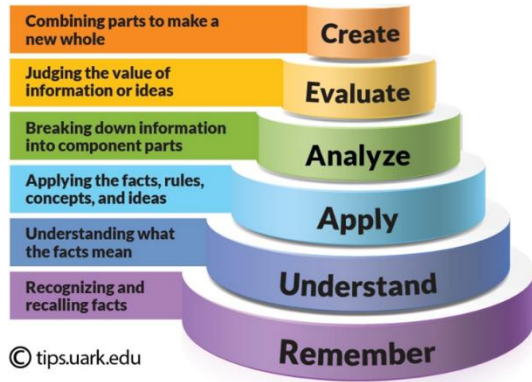 Combining parts to make a
new whole
Create
Judging the value of
information or ideas
Evaluate
Breaking down information
into component parts
Analyze
Applying the facts, rules,
concepts, and ideas
Apply
Understanding what
the facts mean
Understand
Recognizing and
recalling facts
Remember
© tips.uark.edu